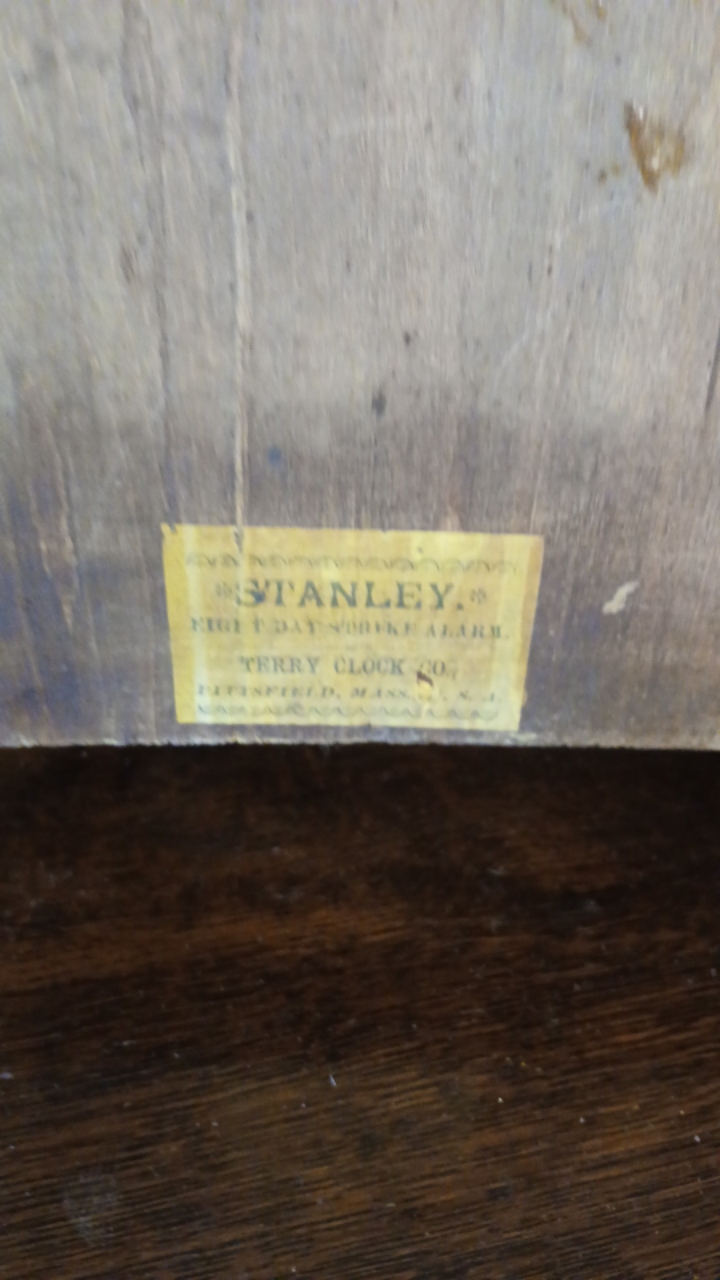 STANLEY.
EIGHT DAY STRIKE ALARM.
TERRY CLOCK CO.,
PITTSFIELD, MASS. U. S. A.